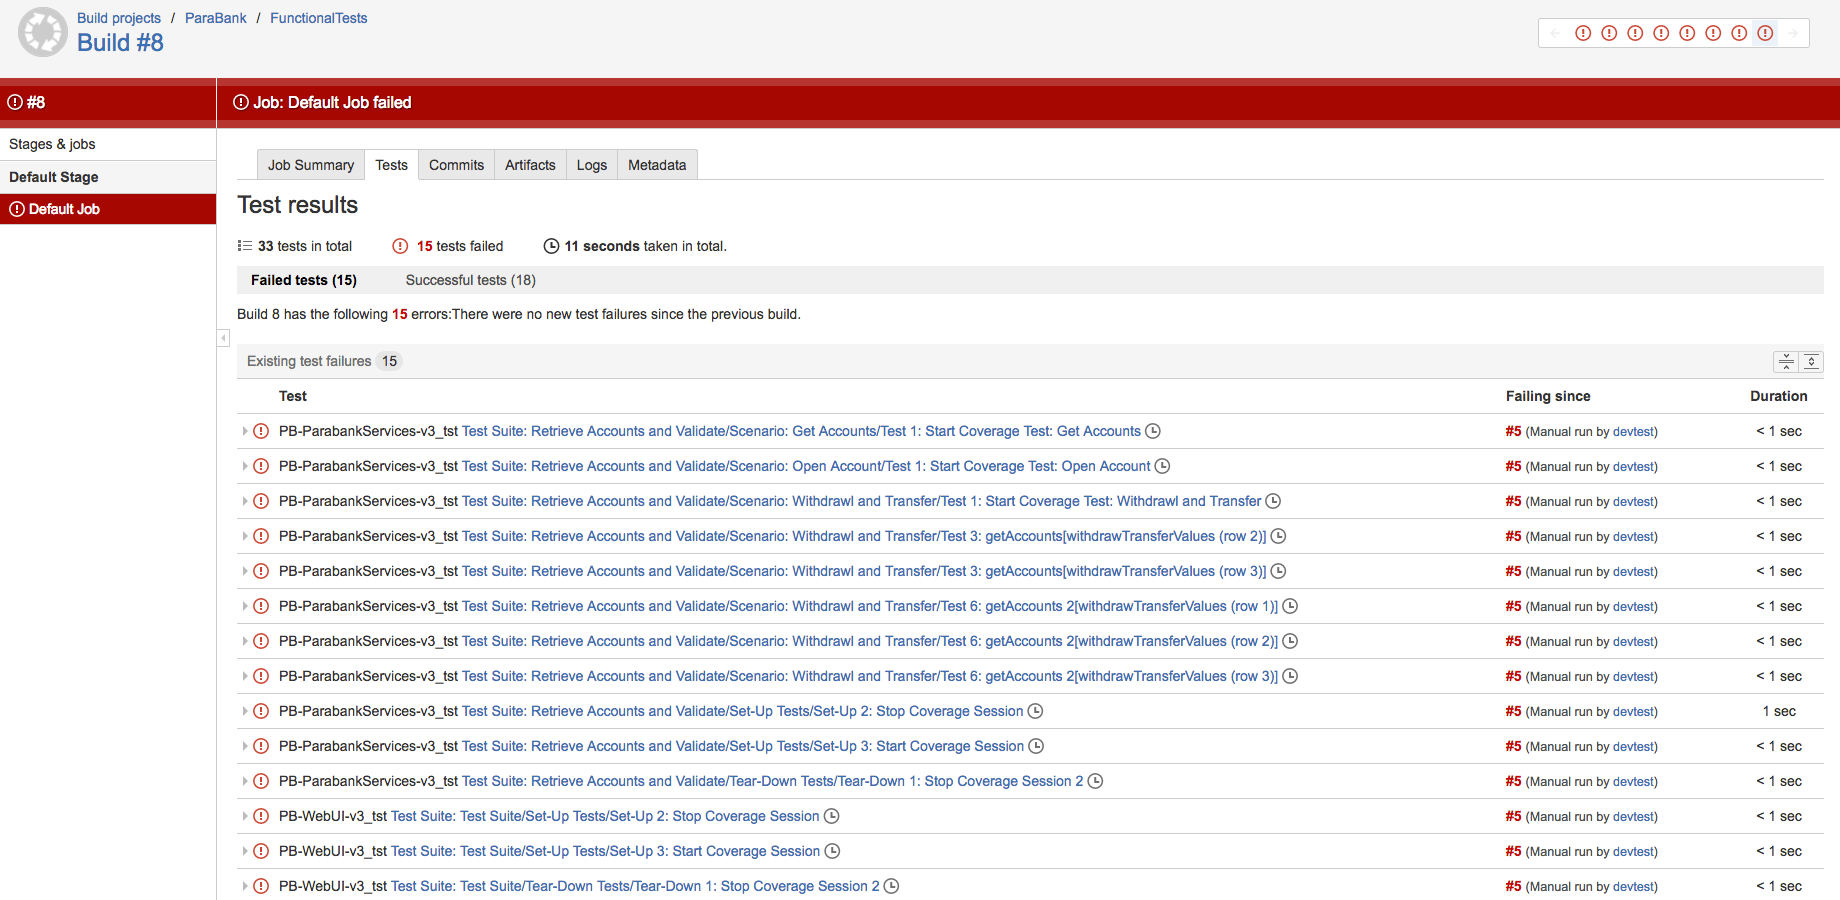 Build projects / ParaBank / FunctionalTests
Build #8
#8
Job: Default Job failed
Stages & jobs
Default Stage
Default Job
Job Summary Tests Commits Artifacts Logs Metadata
Test results
33 tests in total 15 tests failed 11 seconds taken in total.
Failed tests (15) Successful tests (18)
Build 8 has the following 15 errors:There were no new test failures since the previous build.
Existing test failures 15
Test Failing since Duration
PB-ParabankServices-v3_tst Test Suite: Retrieve Accounts and Validate/Scenario: Get Accounts/Test 1: Start Coverage Test: Get Accounts #5 (Manual run by devtest) < 1 sec
PB-ParabankServices-v3_tst Test Suite: Retrieve Accounts and Validate/Scenario: Open Account/Test 1: Start Coverage Test: Open Account #5 (Manual run by devtest) < 1 sec
PB-ParabankServices-v3_tst Test Suite: Retrieve Accounts and Validate/Scenario: Withdrawl and Transfer/Test 1: Start Coverage Test: Withdrawl and Transfer #5 (Manual run by devtest) < 1 sec
PB-ParabankServices-v3_tst Test Suite: Retrieve Accounts and Validate/Scenario: Withdrawl and Transfer/Test 3: getAccounts[withdrawTransferValues (row 2)] #5 (Manual run by devtest) < 1 sec
PB-ParabankServices-v3_tst Test Suite: Retrieve Accounts and Validate/Scenario: Withdrawl and Transfer/Test 3: getAccounts[withdrawTransferValues (row 3)] #5 (Manual run by devtest) < 1 sec
PB-ParabankServices-v3_tst Test Suite: Retrieve Accounts and Validate/Scenario: Withdrawl and Transfer/Test 6: getAccounts 2[withdrawTransferValues (row 1)] #5 (Manual run by devtest) < 1 sec
PB-ParabankServices-v3_tst Test Suite: Retrieve Accounts and Validate/Scenario: Withdrawl and Transfer/Test 6: getAccounts 2[withdrawTransferValues (row 2)] #5 (Manual run by devtest) < 1 sec
PB-ParabankServices-v3_tst Test Suite: Retrieve Accounts and Validate/Scenario: Withdrawl and Transfer/Test 6: getAccounts 2[withdrawTransferValues (row 3)] #5 (Manual run by devtest) < 1 sec
PB-ParabankServices-v3_tst Test Suite: Retrieve Accounts and Validate/Set-Up Tests/Set-Up 2: Stop Coverage Session #5 (Manual run by devtest) 1 sec
PB-ParabankServices-v3_tst Test Suite: Retrieve Accounts and Validate/Set-Up Tests/Set-Up 3: Start Coverage Session #5 (Manual run by devtest) < 1 sec
PB-ParabankServices-v3_tst Test Suite: Retrieve Accounts and Validate/Tear-Down Tests/Tear-Down 1: Stop Coverage Session 2 #5 (Manual run by devtest) < 1 sec
PB-WebUI-v3_tst Test Suite: Test Suite/Set-Up Tests/Set-Up 2: Stop Coverage Session #5 (Manual run by devtest) < 1 sec
PB-WebUI-v3_tst Test Suite: Test Suite/Set-Up Tests/Set-Up 3: Start Coverage Session #5 (Manual run by devtest) < 1 sec
PB-WebUI-v3_tst Test Suite: Test Suite/Tear-Down Tests/Tear-Down 1: Stop Coverage Session 2 #5 (Manual run by devtest) < 1 sec